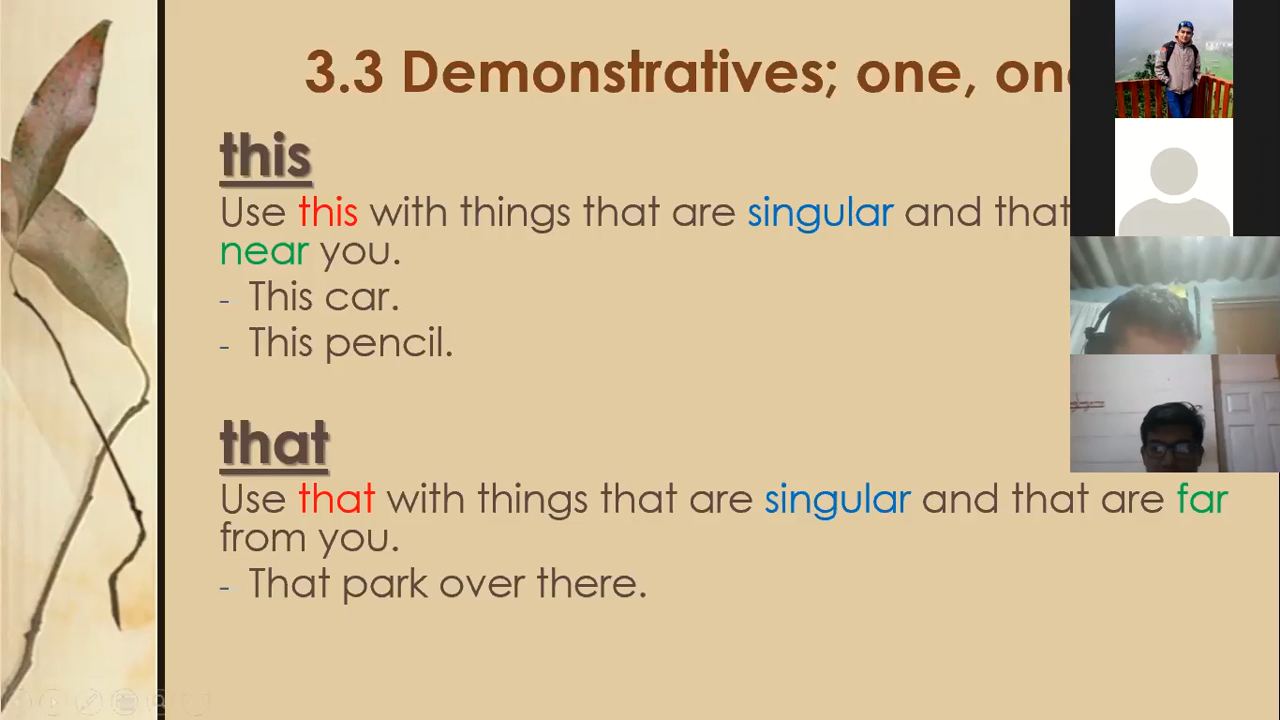 3.3 Demonstratives; one,
this
Use this with things that are singular and that
near you.
- This car.
- This pencil.
that
Use that with things that are singular and that are far
from you.
- That park over there.